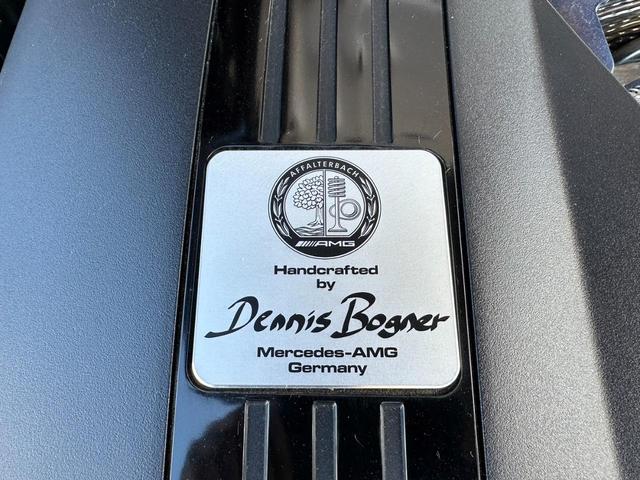 AFFALTERBACH
AMG
Handcrafted
by
Dennis Bogner
Mercedes-AMG
Germany